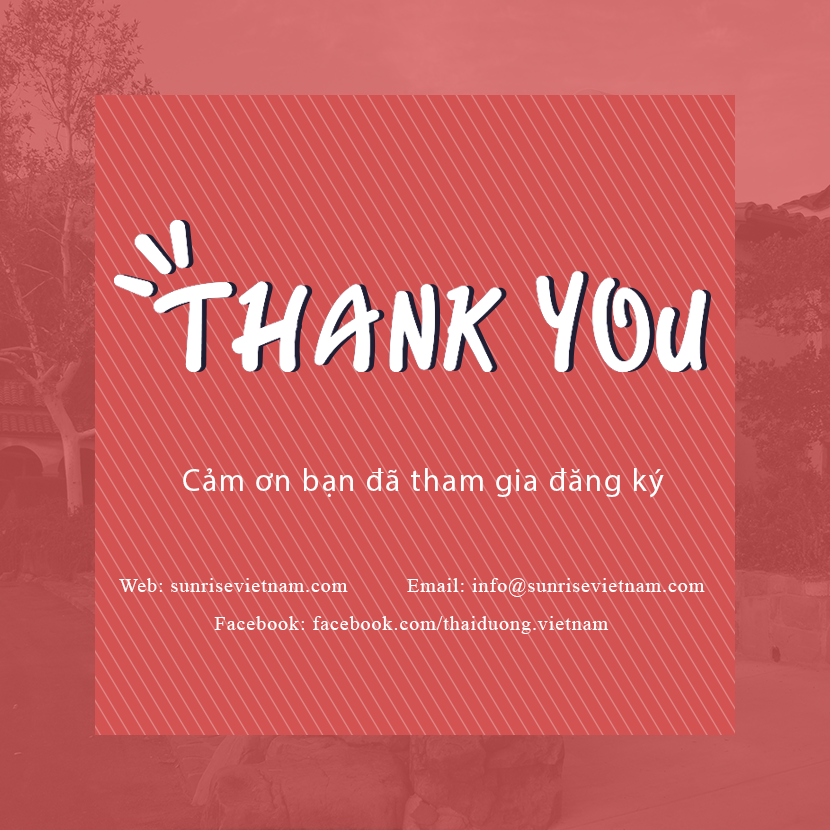 THANK YOU
Cảm ơn bạn đã tham gia đăng ký
Web: sunrisevietnam.com Email: info@sunrisevietnam.com
Facebook: facebook.com/thaiduong.vietnam